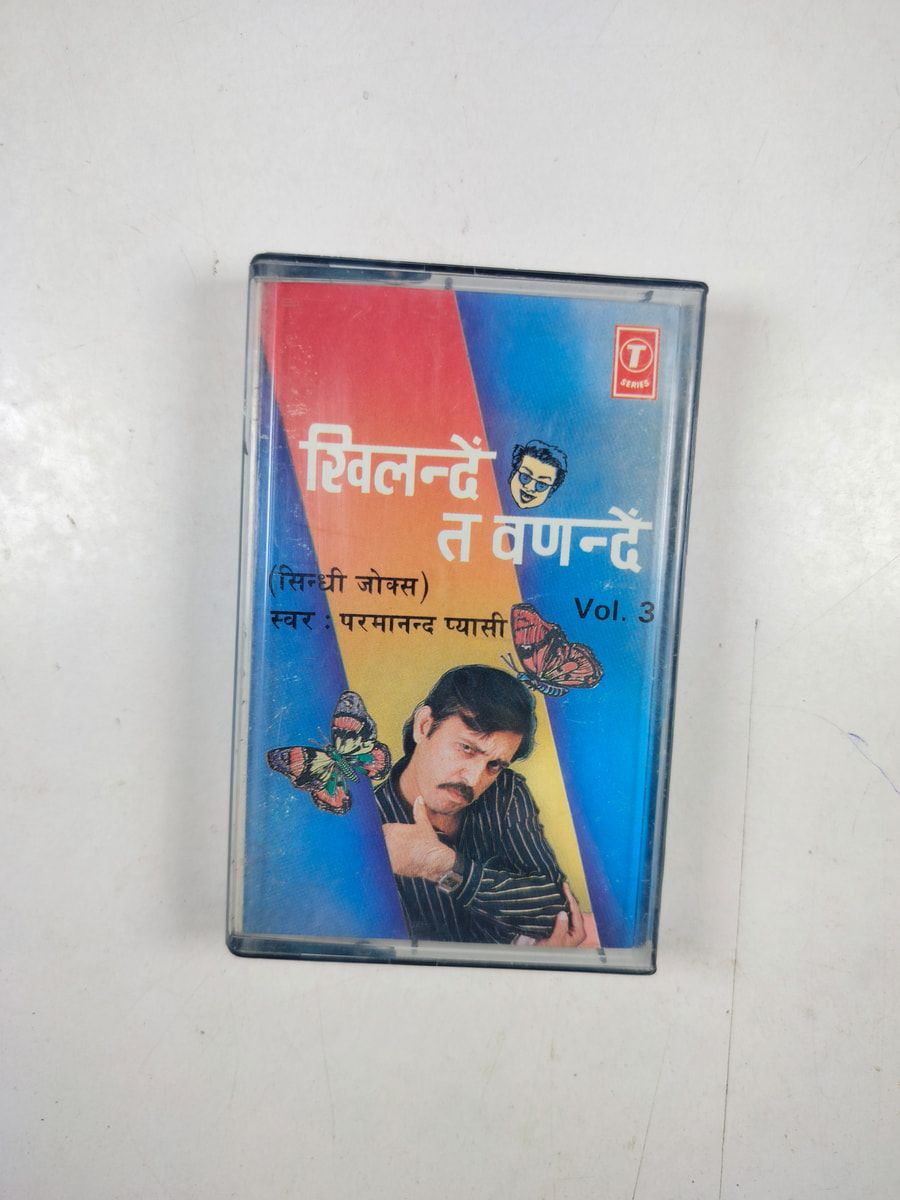 T
SERIES
खिलन्दें
त वणन्दें
(सिन्धी जोक्स)
Vol. 3
स्वर : परमानन्द प्यासी